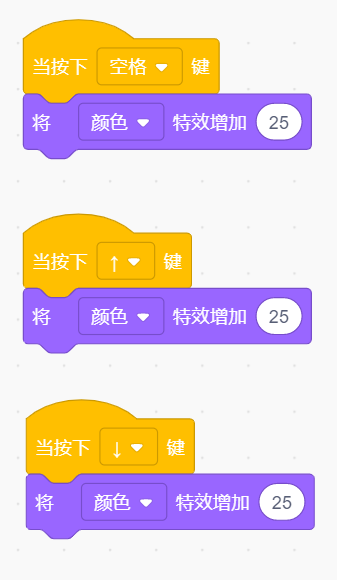 当按下 空格 键
将 颜色 特效增加 25
当按下 ↑ 键
将 颜色 特效增加 25
当按下 ↓ 键
将 颜色 特效增加 25